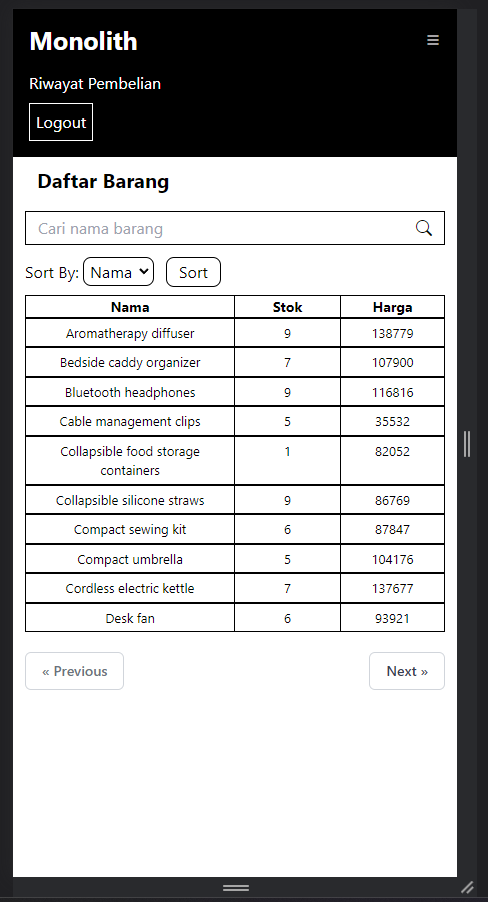 Monolith
Riwayat Pembelian
Logout
Daftar Barang
Cari nama barang
Sort By: Nama Sort
Nama Stok Harga
Aromatherapy diffuser 9 138779
Bedside caddy organizer 7 107900
Bluetooth headphones 9 116816
Cable management clips 5 35532
Collapsible food storage 1 82052
containers
Collapsible silicone straws 9 86769
Compact sewing kit 6 87847
Compact umbrella 5 104176
Cordless electric kettle 7 137677
Desk fan 6 93921
« Previous Next »